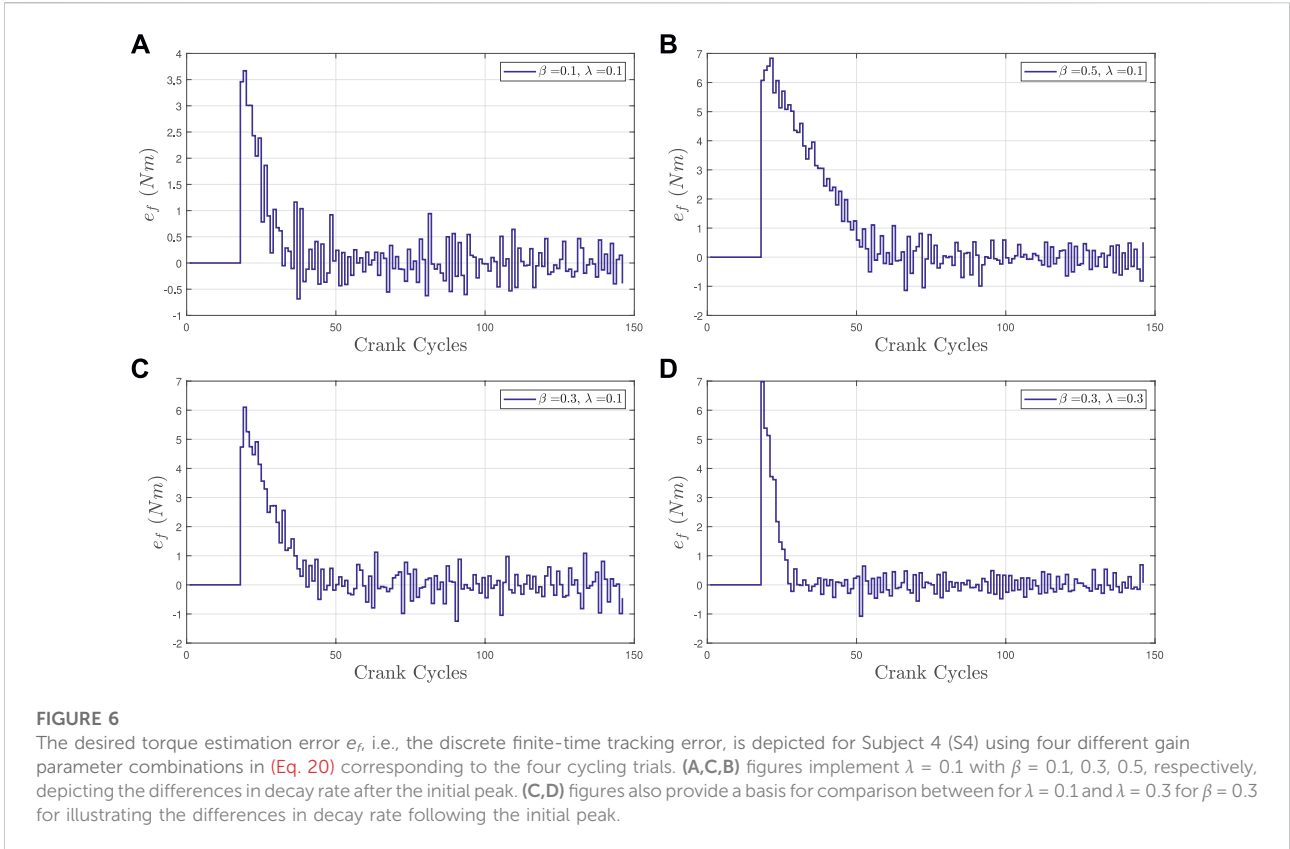 A
4
3.5
3
2.5
2
1.5
1
0.5
0
-0.5
-1
0
50
100
150
e_f (Nm)
Crank Cycles
β =0.1, λ =0.1
B
7
6
5
4
3
2
1
0
-1
-2
0
50
100
150
e_f (Nm)
Crank Cycles
β =0.5, λ =0.1
C
7
6
5
4
3
2
1
0
-1
-2
0
50
100
150
e_f (Nm)
Crank Cycles
β =0.3, λ =0.1
D
7
6
5
4
3
2
1
0
-1
-2
0
50
100
150
e_f (Nm)
Crank Cycles
β =0.3, λ =0.3
FIGURE 6
The desired torque estimation error e_f, i.e., the discrete finite-time tracking error, is depicted for Subject 4 (S4) using four different gain
parameter combinations in (Eq. 20) corresponding to the four cycling trials. (A,C,B) figures implement λ = 0.1 with β = 0.1, 0.3, 0.5, respectively,
depicting the differences in decay rate after the initial peak. (C,D) figures also provide a basis for comparison between for λ = 0.1 and λ = 0.3 for β = 0.3
for illustrating the differences in decay rate following the initial peak.